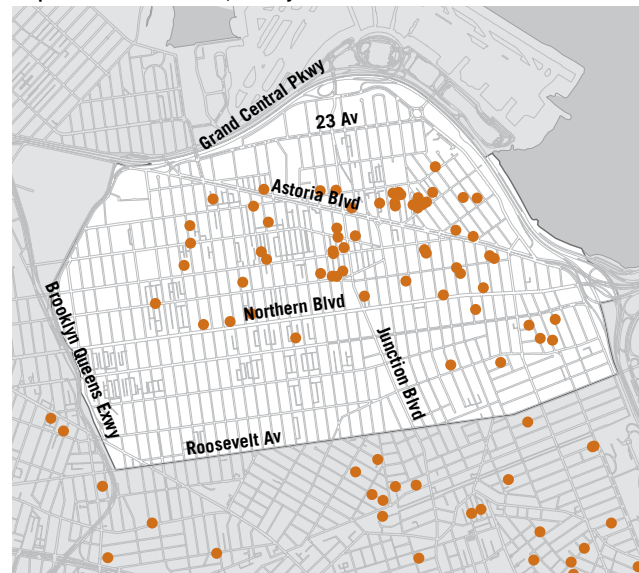 Grand Central Pkwy
23 Av
Astoria Blvd
Brooklyn Queens Exwy
Northern Blvd
Junction Blvd
Roosevelt Av